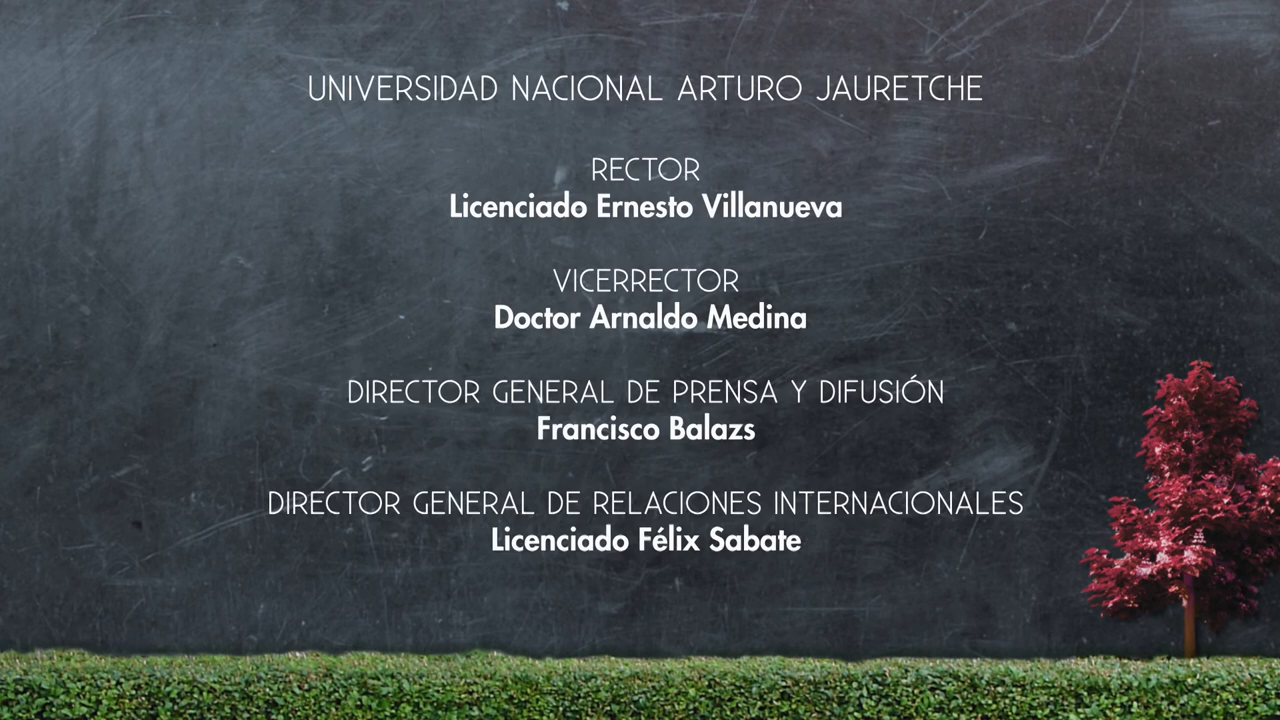 UNIVERSIDAD NACIONAL ARTURO JAURETCHE
RECTOR
Licenciado Ernesto Villanueva
VICERRECTOR
Doctor Arnaldo Medina
DIRECTOR GENERAL DE PRENSA Y DIFUSIÓN
Francisco Balazs
DIRECTOR GENERAL DE RELACIONES INTERNACIONALES
Licenciado Félix Sabate